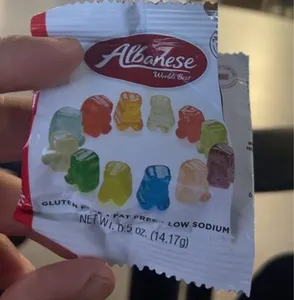 Albanese
World's Best
GLUTEN FREE • FAT FREE • LOW SODIUM
NET WT. 0.5 oz. (14.17g)